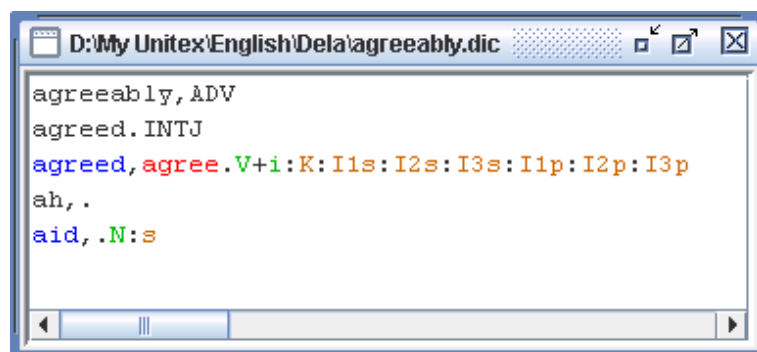 D:\My Unitex\English\Dela\agreeably.dic
agreeably,ADV
agreed.INTJ
agreed,agree.V+i:K:I1s:I2s:I3s:I1p:I2p:I3p
ah,.
aid,.N:s